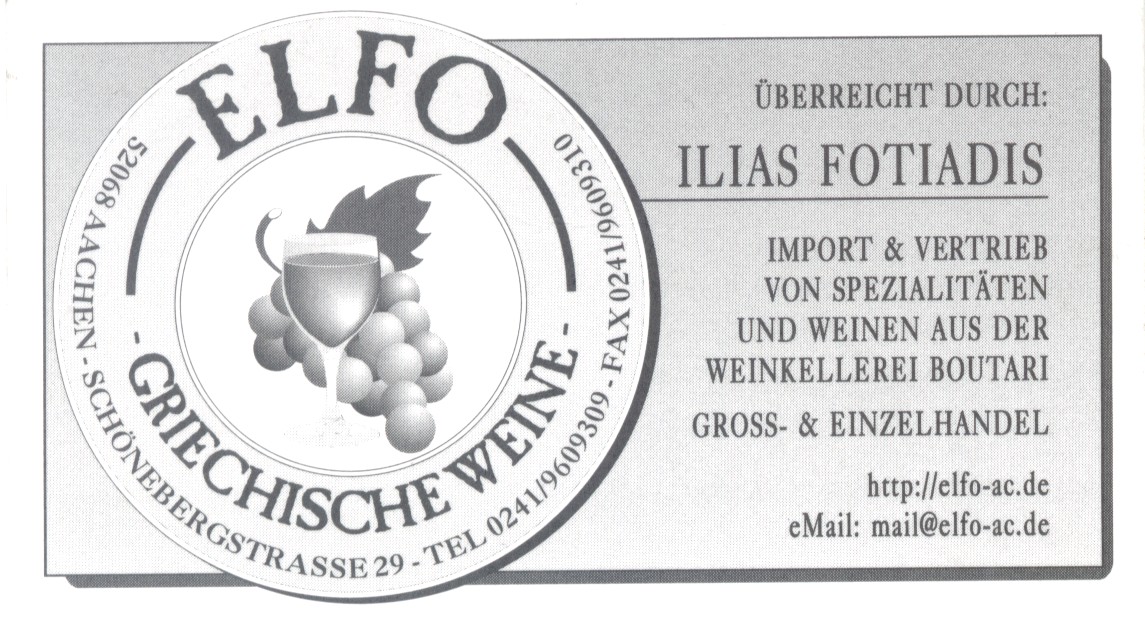 ELFO
- GRIECHISCHE WEINE -
52068 AACHEN - SCHÖNEBERGSTRASSE 29 - TEL 0241/9609309 - FAX 0241/9609310
ÜBERREICHT DURCH:
ILIAS FOTIADIS
IMPORT & VERTRIEB
VON SPEZIALITÄTEN
UND WEINEN AUS DER
WEINKELLEREI BOUTARI
GROSS- & EINZELHANDEL
http://elfo-ac.de
eMail: mail@elfo-ac.de